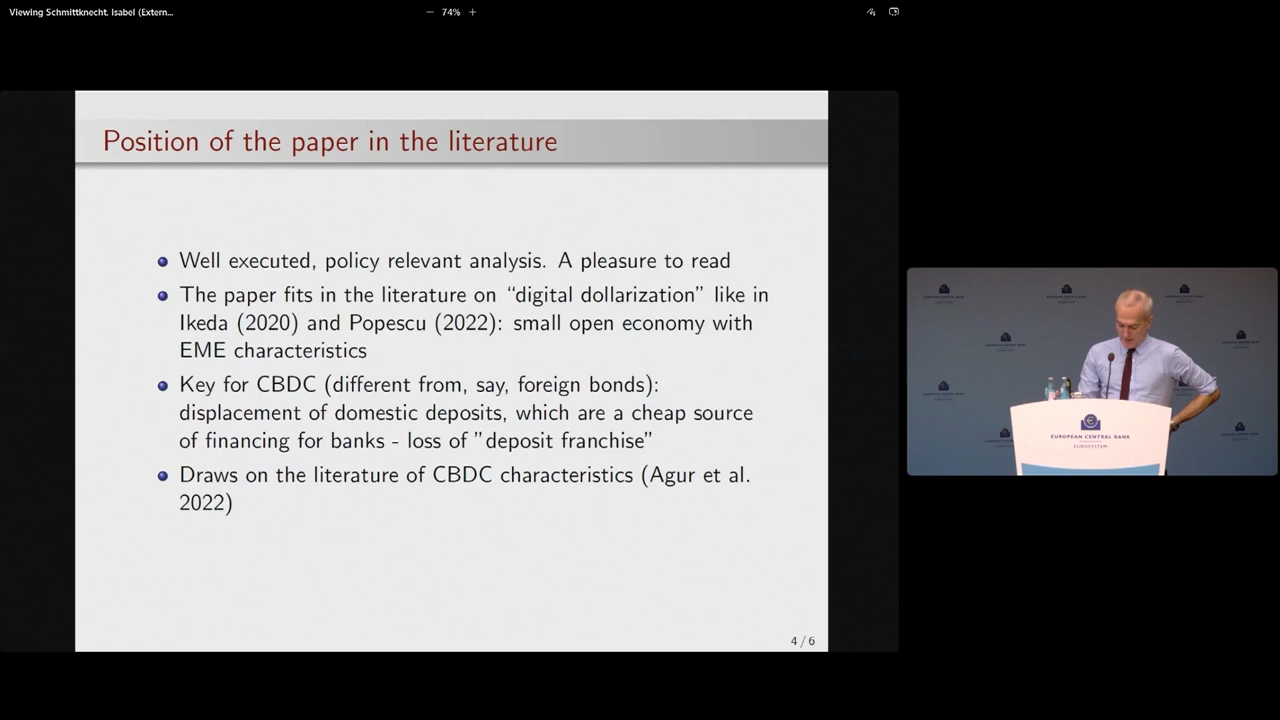 Viewing Schmittknecht, Isabel (Extern...
74%
Position of the paper in the literature
Well executed, policy relevant analysis. A pleasure to read
The paper fits in the literature on “digital dollarization” like in
Ikeda (2020) and Popescu (2022): small open economy with
EME characteristics
Key for CBDC (different from, say, foreign bonds):
displacement of domestic deposits, which are a cheap source
of financing for banks - loss of ”deposit franchise”
Draws on the literature of CBDC characteristics (Agur et al.
2022)
4 / 6
EUROPEAN CENTRAL BANK
EUROSYSTEM